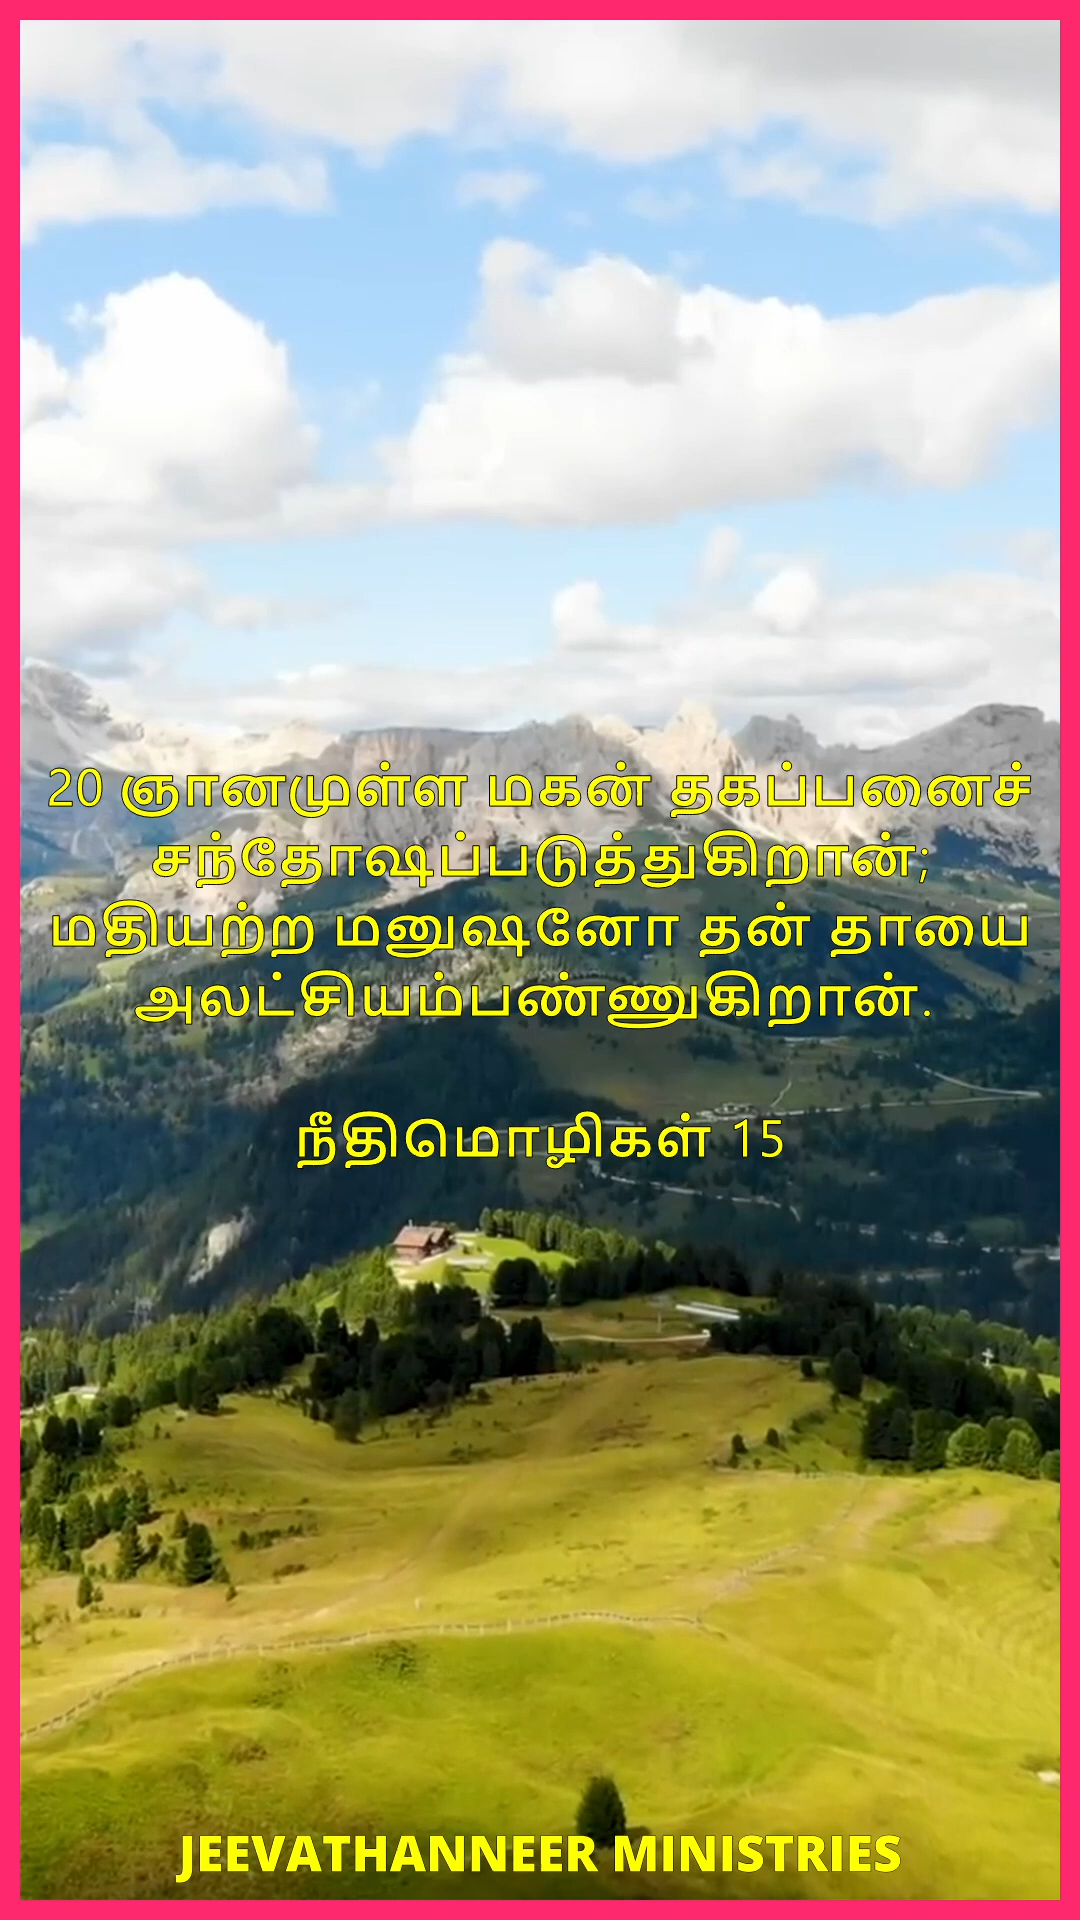 20 ஞானமுள்ள மகன் தகப்பனைச்
சந்தோஷப்படுத்துகிறான்;
மதியற்ற மனுஷனோ தன் தாயை
அலட்சியம்பண்ணுகிறான்.
நீதிமொழிகள் 15
JEEVATHANNEER MINISTRIES